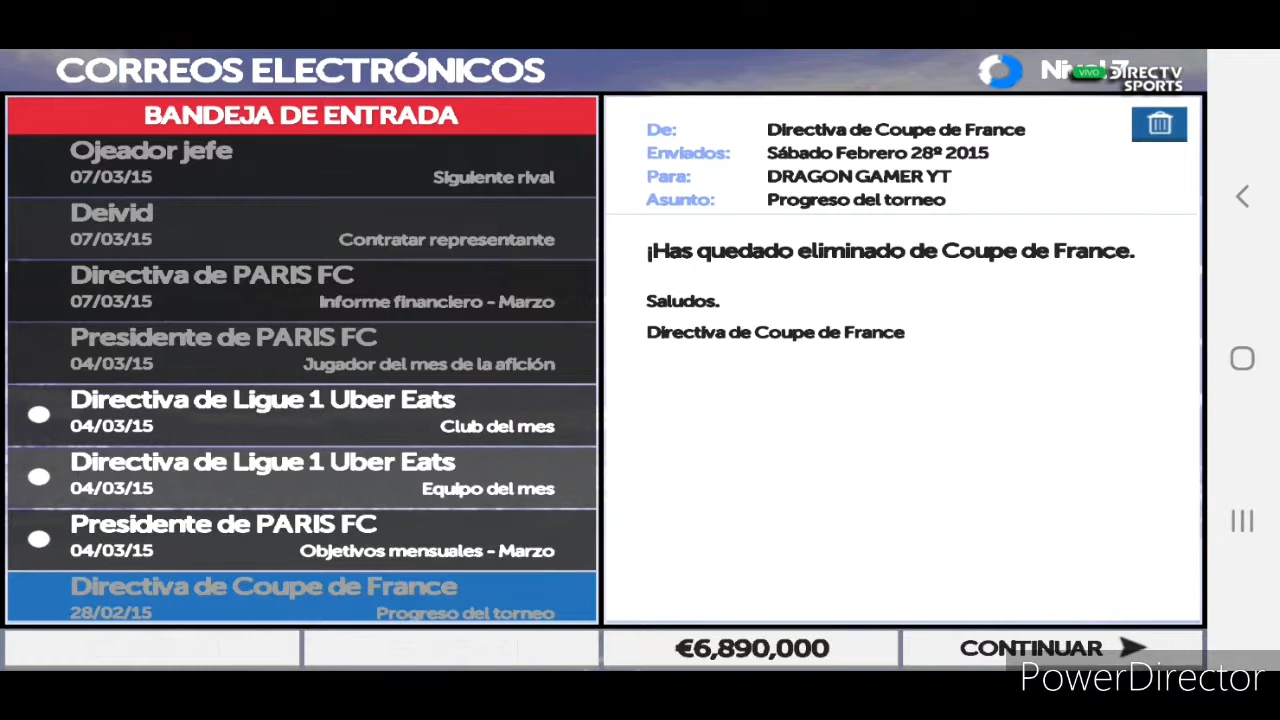 CORREOS ELECTRÓNICOS
VIVO
DIRECTV
SPORTS
BANDEJA DE ENTRADA
Ojeador jefe
07/03/15 Siguiente rival
Deivid
07/03/15 Contratar representante
Directiva de PARIS FC
07/03/15 Informe financiero - Marzo
Presidente de PARIS FC
04/03/15 Jugador del mes de la afición
Directiva de Ligue 1 Uber Eats
04/03/15 Club del mes
Directiva de Ligue 1 Uber Eats
04/03/15 Equipo del mes
Presidente de PARIS FC
04/03/15 Objetivos mensuales - Marzo
Directiva de Coupe de France
28/02/15 Progreso del torneo
De: Directiva de Coupe de France
Enviados: Sábado Febrero 28º 2015
Para: DRAGON GAMER YT
Asunto: Progreso del torneo
¡Has quedado eliminado de Coupe de France.
Saludos.
Directiva de Coupe de France
€6,890,000 CONTINUAR
PowerDirector